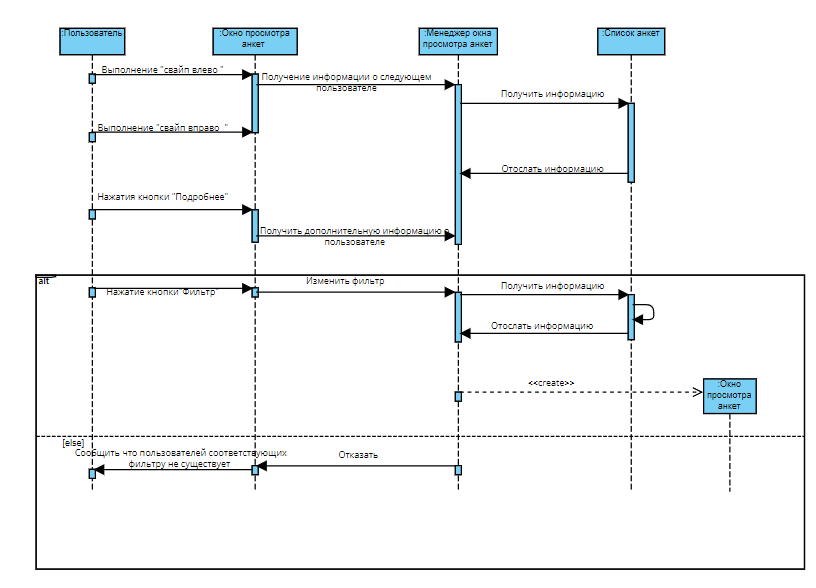 :Пользователь
:Окно просмотра
анкет
:Менеджер окна
просмотра анкет
:Список анкет
Выполнение "свайп влево "
Получение информации о следующем
пользователе
Получить информацию
Выполнение "свайп вправо "
Отослать информацию
Нажатия кнопки "Подробнее"
Получить дополнительную информацию о
пользователе
alt
Нажатие кнопки"Фильтр"
Изменить фильтр
Получить информацию
Отослать информацию
<<create>>
:Окно
просмотра
анкет
[else]
Сообщить что пользователей соответствующих
фильтру не существует
Отказать